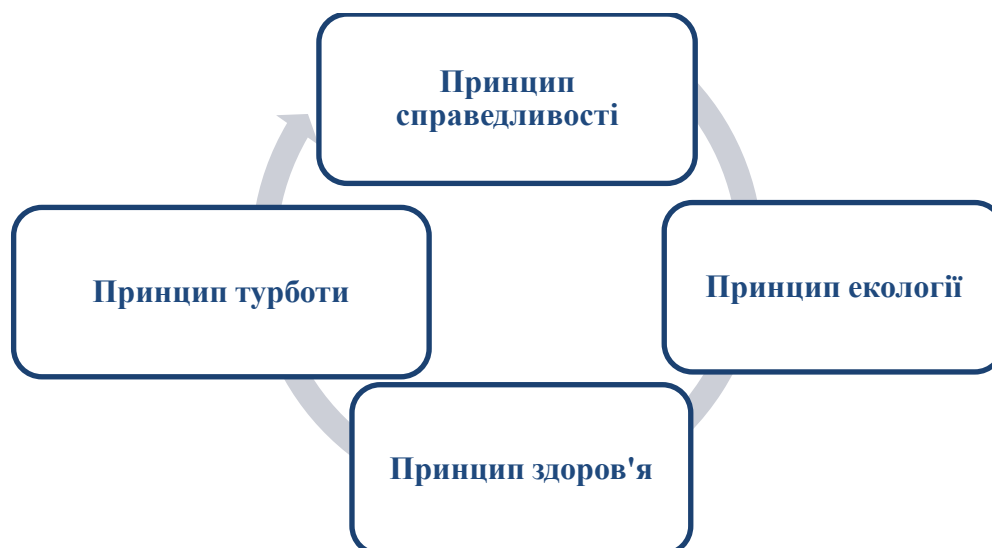 Принцип
справедливості
Принцип турботи
Принцип екології
Принцип здоров'я